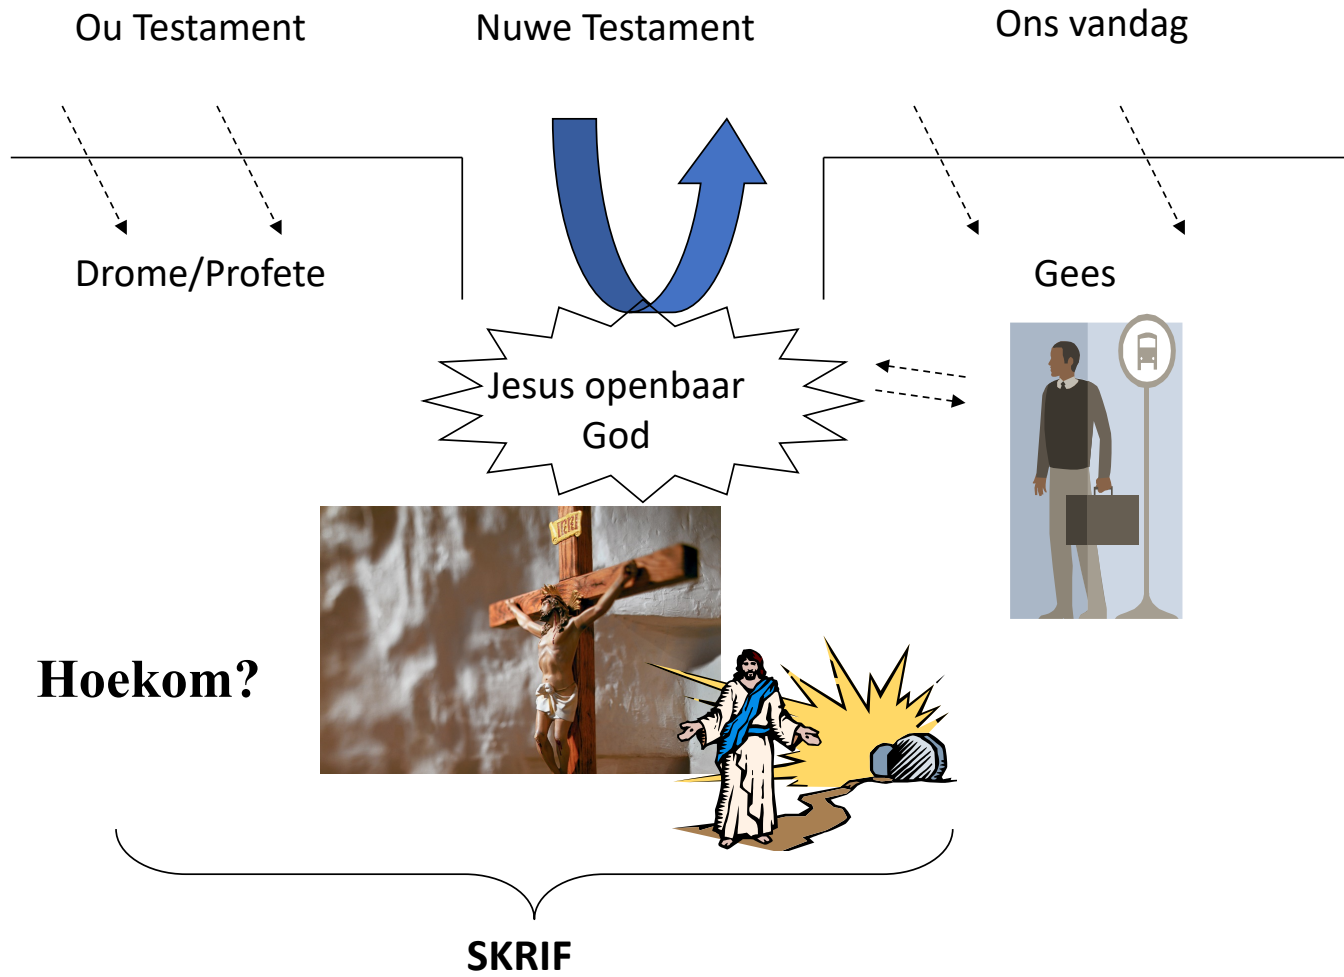 Ou Testament
Nuwe Testament
Ons vandag
Drome/Profete
Gees
Jesus openbaar
God
Hoekom?
SKRIF